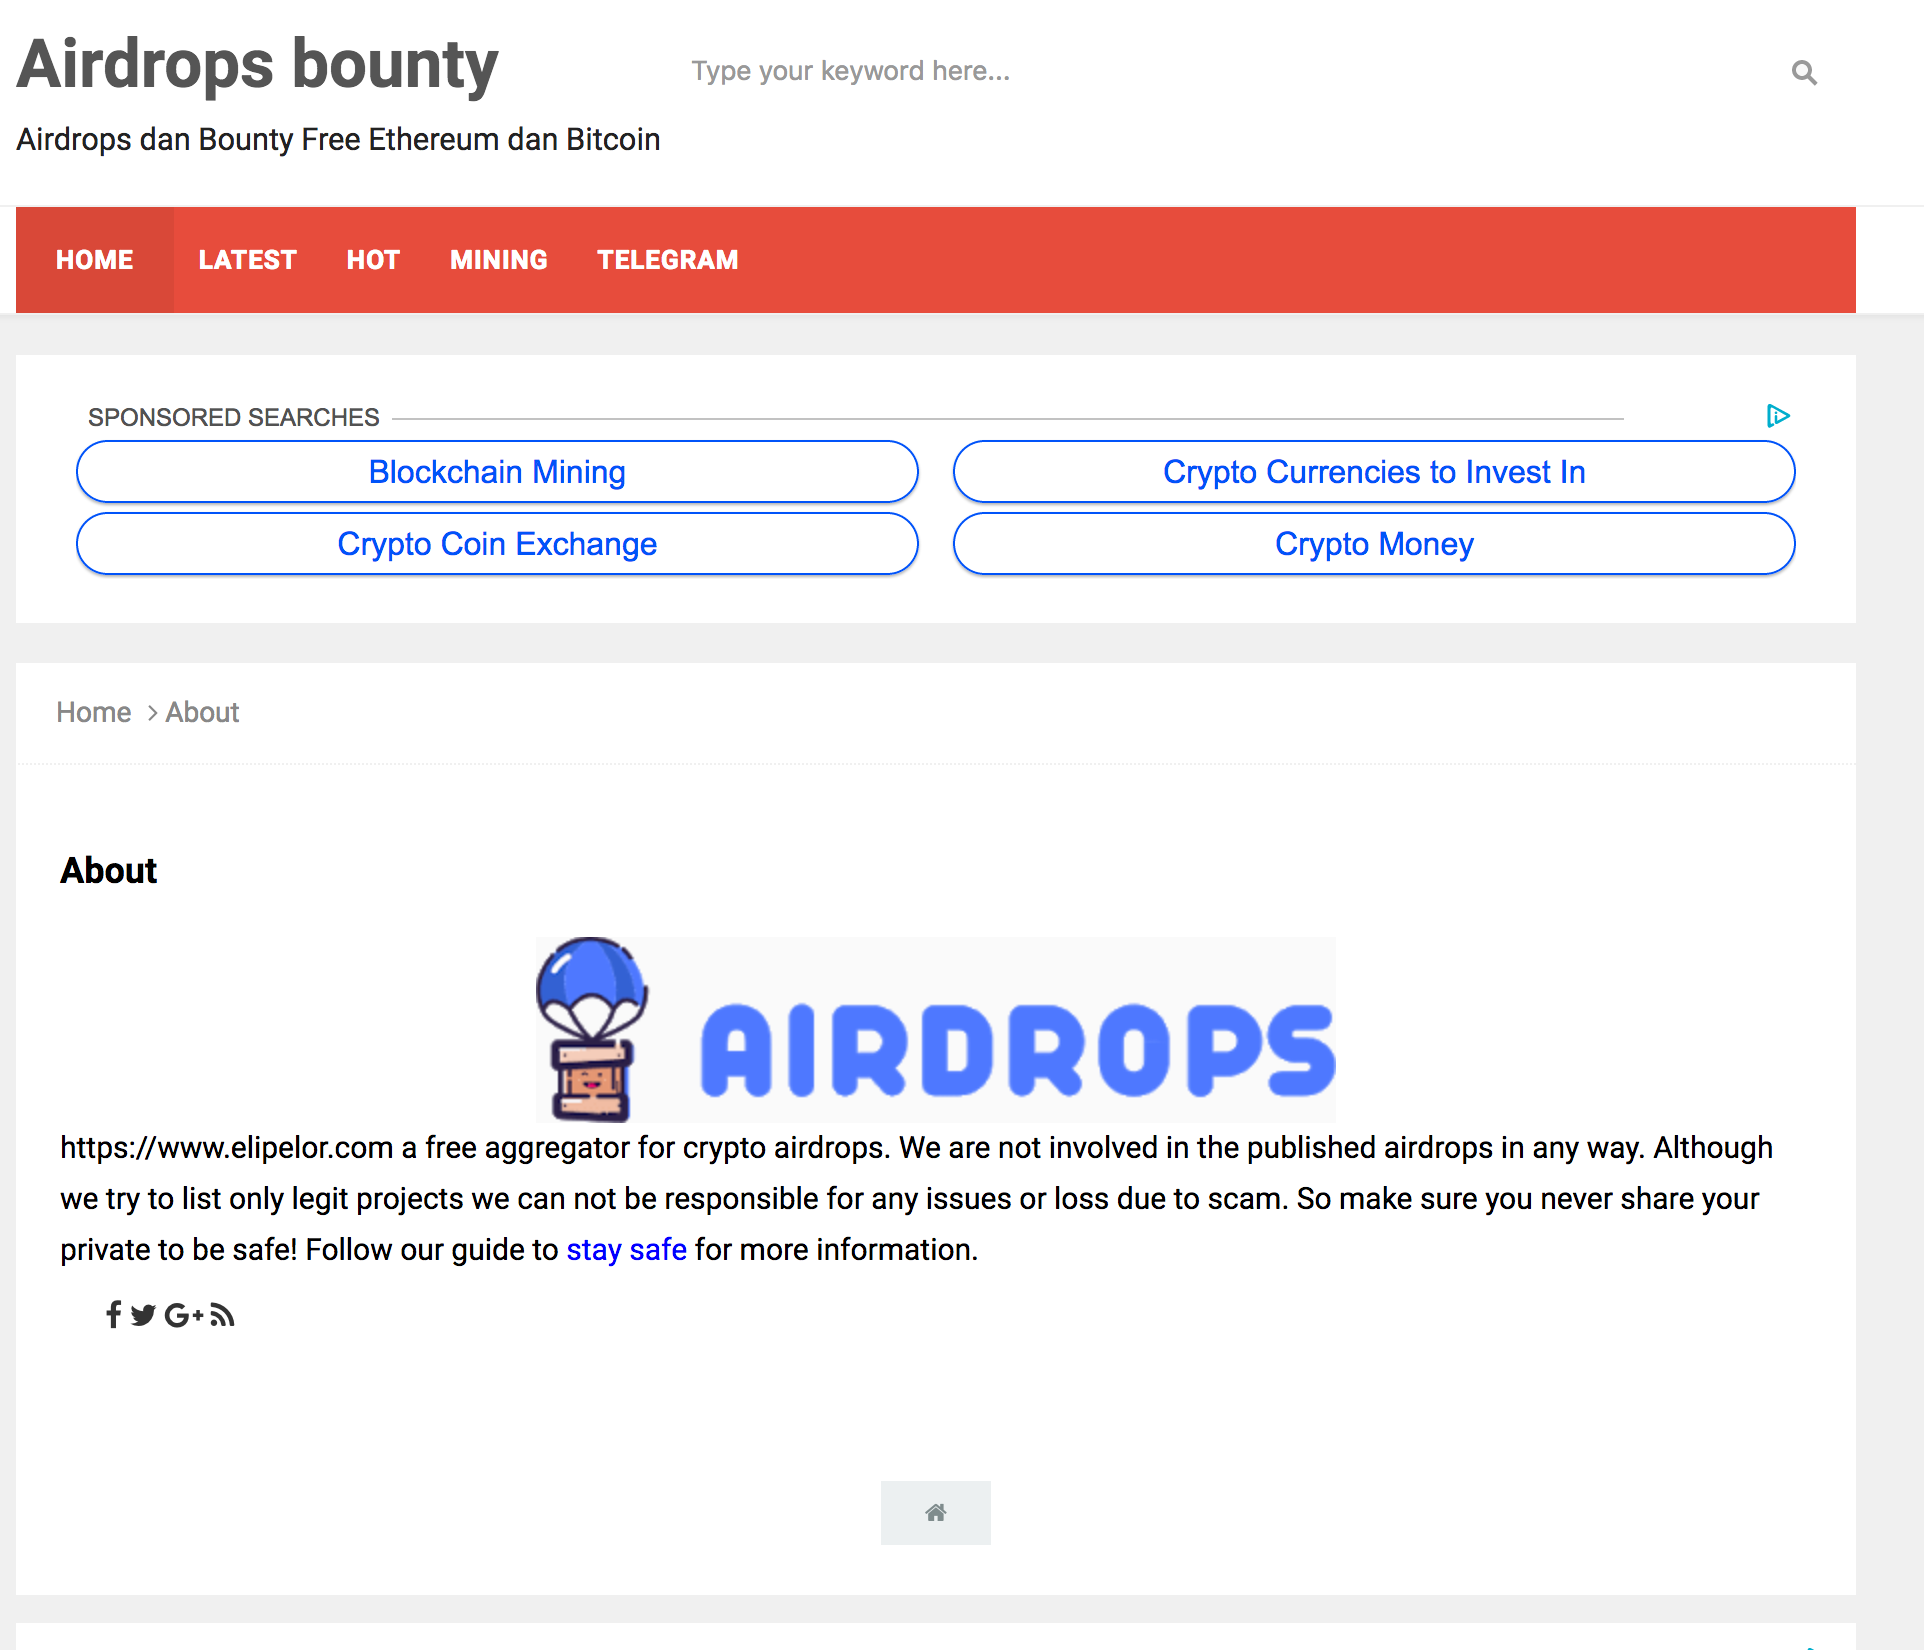 Airdrops bounty
Type your keyword here...
Airdrops dan Bounty Free Ethereum dan Bitcoin
HOME LATEST HOT MINING TELEGRAM
SPONSORED SEARCHES
Blockchain Mining
Crypto Currencies to Invest In
Crypto Coin Exchange
Crypto Money
Home > About
About
AIRDROPS
https://www.elipelor.com a free aggregator for crypto airdrops. We are not involved in the published airdrops in any way. Although
we try to list only legit projects we can not be responsible for any issues or loss due to scam. So make sure you never share your
private to be safe! Follow our guide to stay safe for more information.